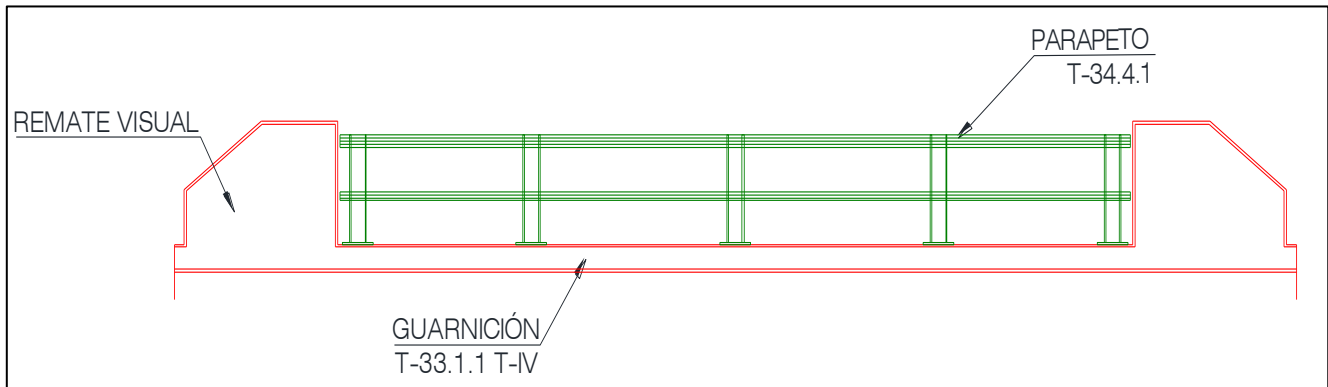 PARAPETO
T-34.4.1
REMATE VISUAL
GUARNICIÓN
T-33.1.1 T-IV